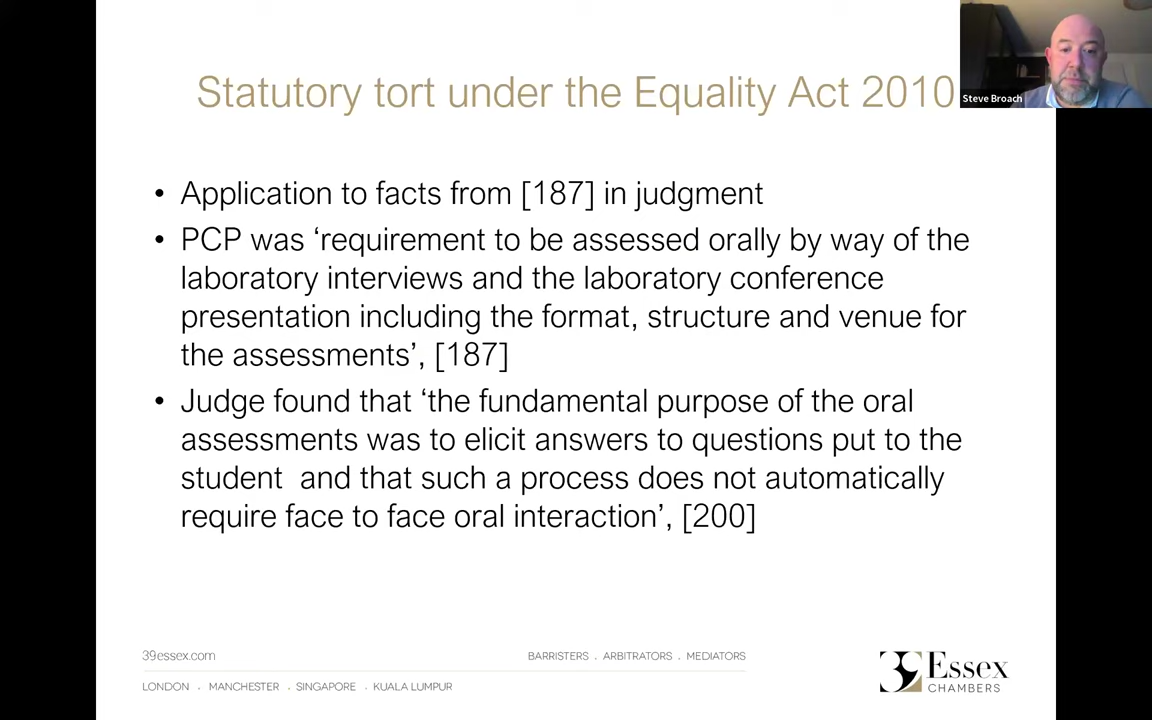 Statutory tort under the Equality Act 2010
Steve Broach
• Application to facts from [187] in judgment
• PCP was ‘requirement to be assessed orally by way of the
laboratory interviews and the laboratory conference
presentation including the format, structure and venue for
the assessments’, [187]
• Judge found that ‘the fundamental purpose of the oral
assessments was to elicit answers to questions put to the
student  and that such a process does not automatically
require face to face oral interaction’, [200]
39essex.com
BARRISTERS . ARBITRATORS . MEDIATORS
LONDON . MANCHESTER . SINGAPORE . KUALA LUMPUR
39 Essex
CHAMBERS